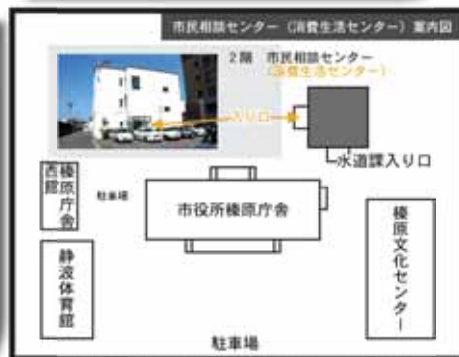 市民相談センター（消費生活センター）案内図
2階 市民相談センター
（消費生活センター）
入り口
水道課入り口
榛原庁舎
西館
駐車場
市役所榛原庁舎
静波体育館
榛原文化センター
駐車場